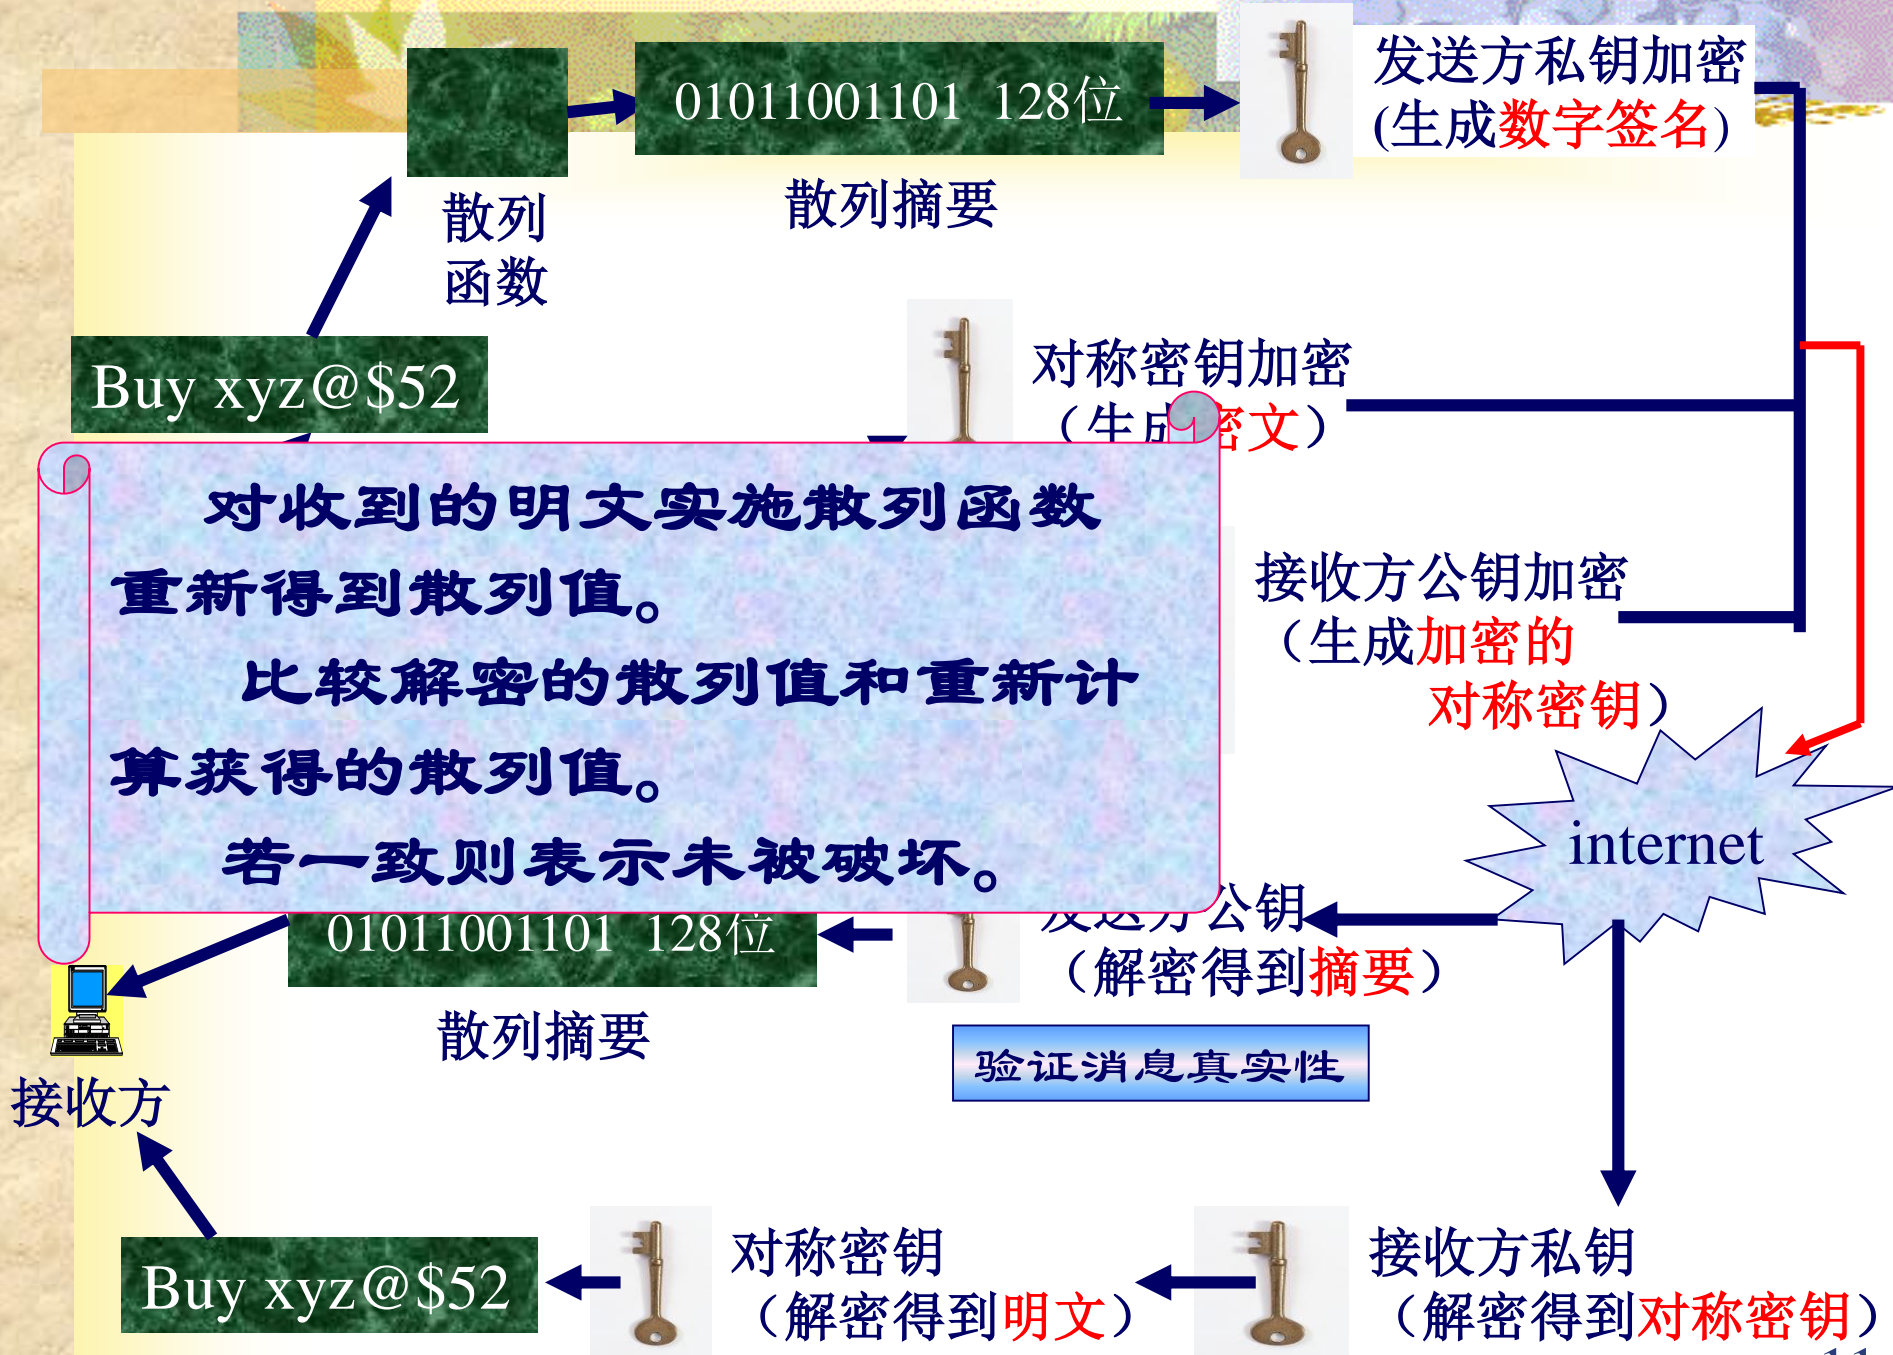 01011001101 128位
发送方私钥加密
(生成数字签名)
散列摘要
散列
函数
Buy xyz@$52
对称密钥加密
（生成密文）
对收到的明文实施散列函数
重新得到散列值。
比较解密的散列值和重新计
算获得的散列值。
若一致则表示未被破坏。
接收方公钥加密
（生成加密的
对称密钥）
internet
01011001101 128位
发送方公钥
（解密得到摘要）
散列摘要
验证消息真实性
接收方
Buy xyz@$52
对称密钥
（解密得到明文）
接收方私钥
（解密得到对称密钥）